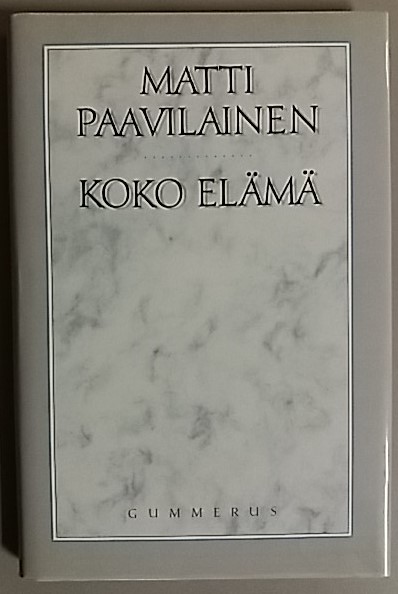 MATTI
PAAVILAINEN
KOKO ELÄMÄ
GUMMERUS